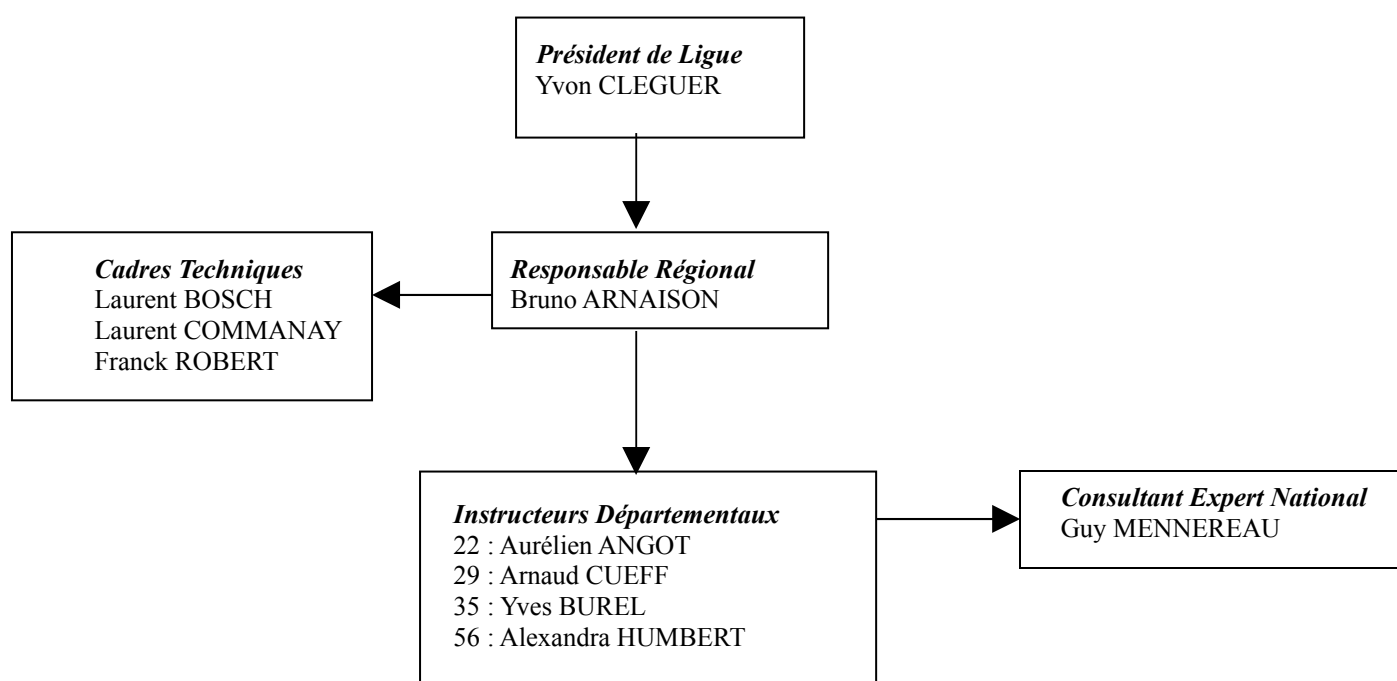 Président de Ligue
Yvon CLEGUER
Cadres Techniques
Laurent BOSCH
Laurent COMMANAY
Franck ROBERT
Responsable Régional
Bruno ARNAISON
Instructeurs Départementaux
22 : Aurélien ANGOT
29 : Arnaud CUEFF
35 : Yves BUREL
56 : Alexandra HUMBERT
Consultant Expert National
Guy MENNEREAU